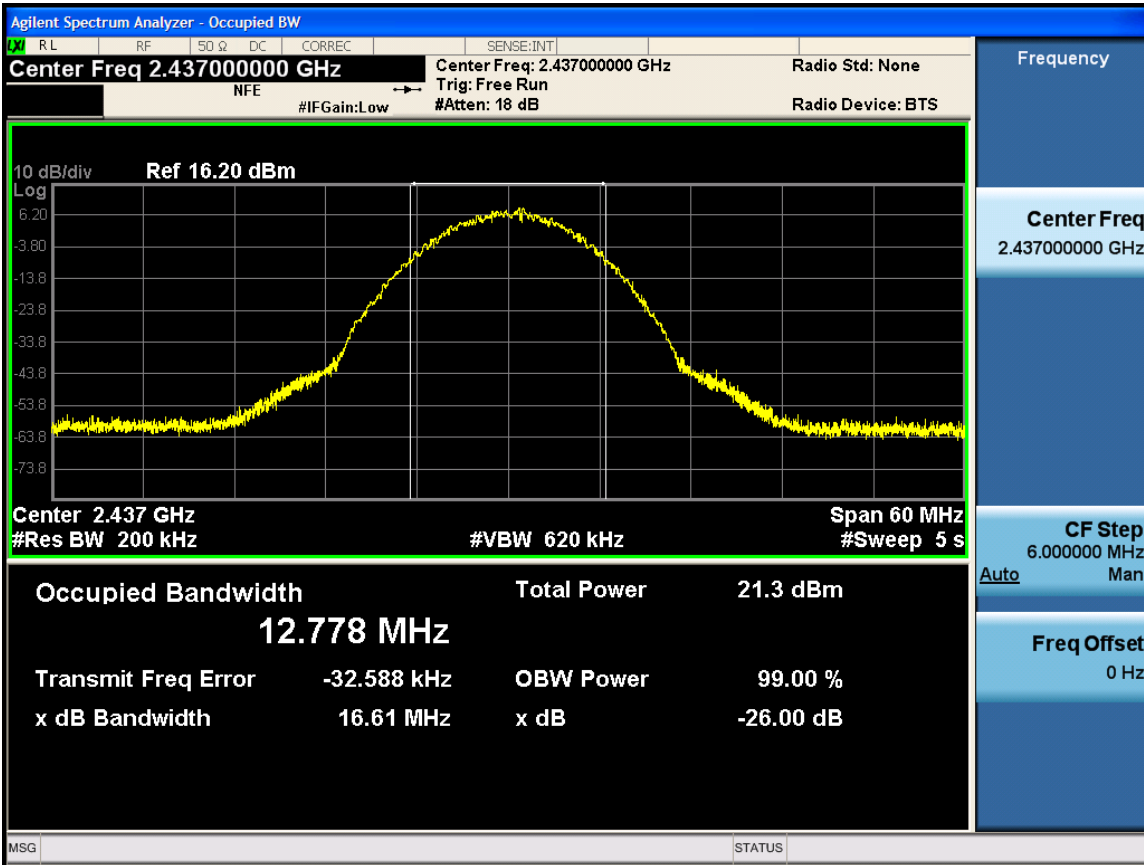 Agilent Spectrum Analyzer - Occupied BW
LXI RL RF 50 Ω DC CORREC SENSE:INT
Center Freq 2.437000000 GHz
NFE
#IFGain:Low
Center Freq: 2.437000000 GHz
Trig: Free Run
#Atten: 18 dB
Radio Std: None
Radio Device: BTS
10 dB/div Ref 16.20 dBm
Log
6.20
-3.80
-13.8
-23.8
-33.8
-43.8
-53.8
-63.8
-73.8
Center 2.437 GHz Span 60 MHz
#Res BW 200 kHz #VBW 620 kHz #Sweep 5 s
Occupied Bandwidth Total Power 21.3 dBm
12.778 MHz
Transmit Freq Error -32.588 kHz OBW Power 99.00 %
x dB Bandwidth 16.61 MHz x dB -26.00 dB
Frequency
Center Freq
2.437000000 GHz
CF Step
6.000000 MHz
Auto Man
Freq Offset
0 Hz
MSG STATUS